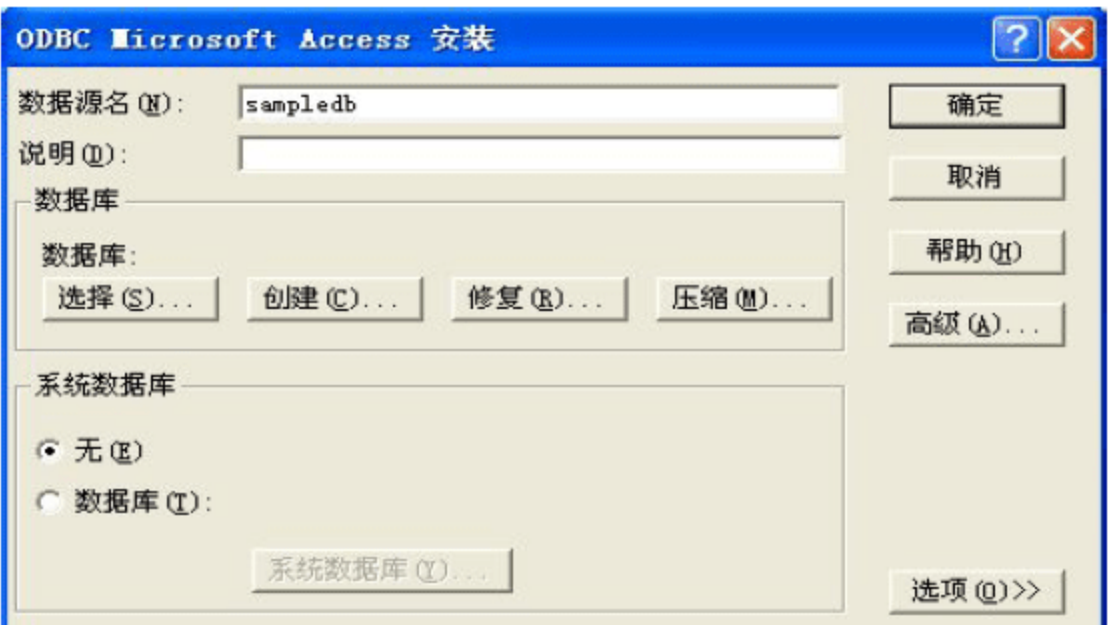 ODBC Microsoft Access 安装
数据源名(N): sampledb 确定
说明(D):
取消
数据库
数据库:
帮助(H)
选择(S)... 创建(C)... 修复(R)... 压缩(M)...
高级(A)...
系统数据库
无(E)
数据库(T):
系统数据库(Y)...
选项(O)>>